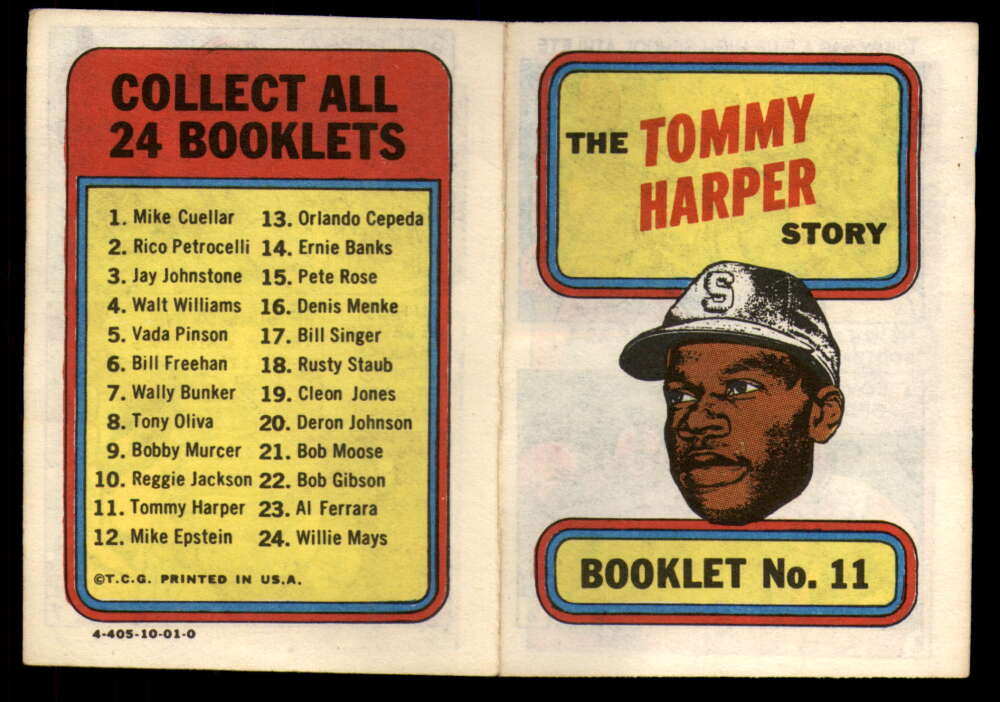 COLLECT ALL
24 BOOKLETS
1. Mike Cuellar
2. Rico Petrocelli
3. Jay Johnstone
4. Walt Williams
5. Vada Pinson
6. Bill Freehan
7. Wally Bunker
8. Tony Oliva
9. Bobby Murcer
10. Reggie Jackson
11. Tommy Harper
12. Mike Epstein
13. Orlando Cepeda
14. Ernie Banks
15. Pete Rose
16. Denis Menke
17. Bill Singer
18. Rusty Staub
19. Cleon Jones
20. Deron Johnson
21. Bob Moose
22. Bob Gibson
23. Al Ferrara
24. Willie Mays
©T.C.G. PRINTED IN U.S.A.
4-405-10-01-0
THE TOMMY
HARPER
STORY
S
BOOKLET No. 11